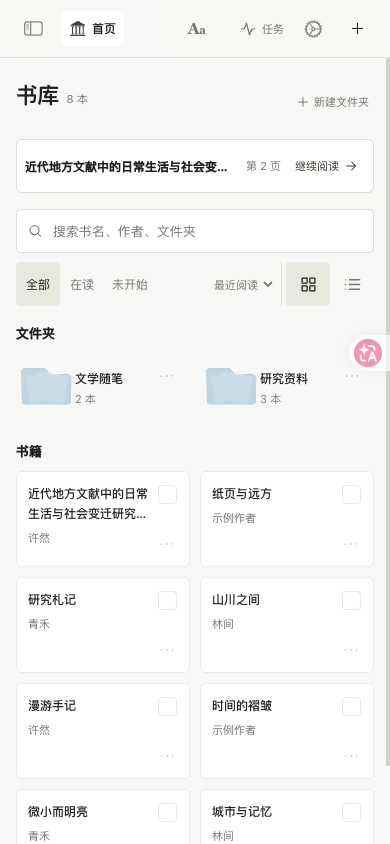 首页
Aa
任务
书库 8 本
新建文件夹
近代地方文献中的日常生活与社会变... 第 2 页 继续阅读
搜索书名、作者、文件夹
全部 在读 未开始 最近阅读
文件夹
文学随笔
2 本
研究资料
3 本
书籍
近代地方文献中的日常
生活与社会变迁研究...
许然
纸页与远方
示例作者
研究札记
青禾
山川之间
林间
漫游手记
许然
时间的褶皱
示例作者
微小而明亮
青禾
城市与记忆
林间